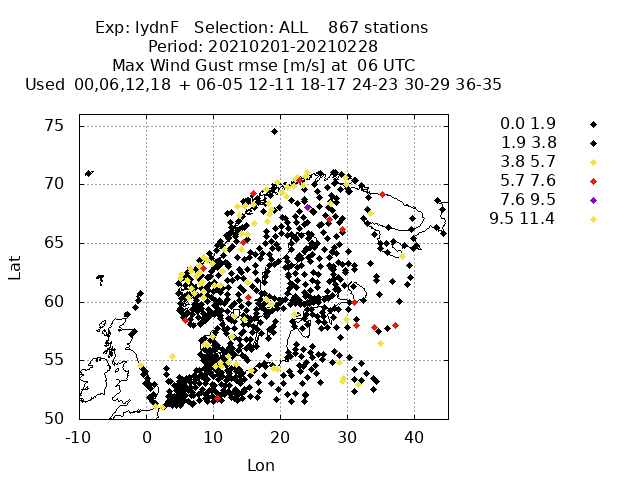 Exp: IydnF Selection: ALL 867 stations
Period: 20210201-20210228
Max Wind Gust rmse [m/s] at 06 UTC
Used 00,06,12,18 + 06-05 12-11 18-17 24-23 30-29 36-35
0.0 1.9
1.9 3.8
3.8 5.7
5.7 7.6
7.6 9.5
9.5 11.4
75
70
65
60
55
50
Lat
-10 0 10 20 30 40
Lon